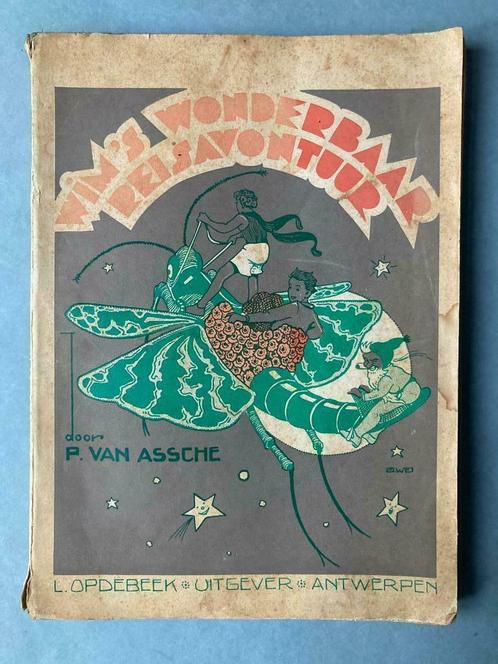 WIM'S WONDERBAAR
REISAVONTUUR
door
P. VAN ASSCHE
L. OPDEBEEK UITGEVER ANTWERPEN